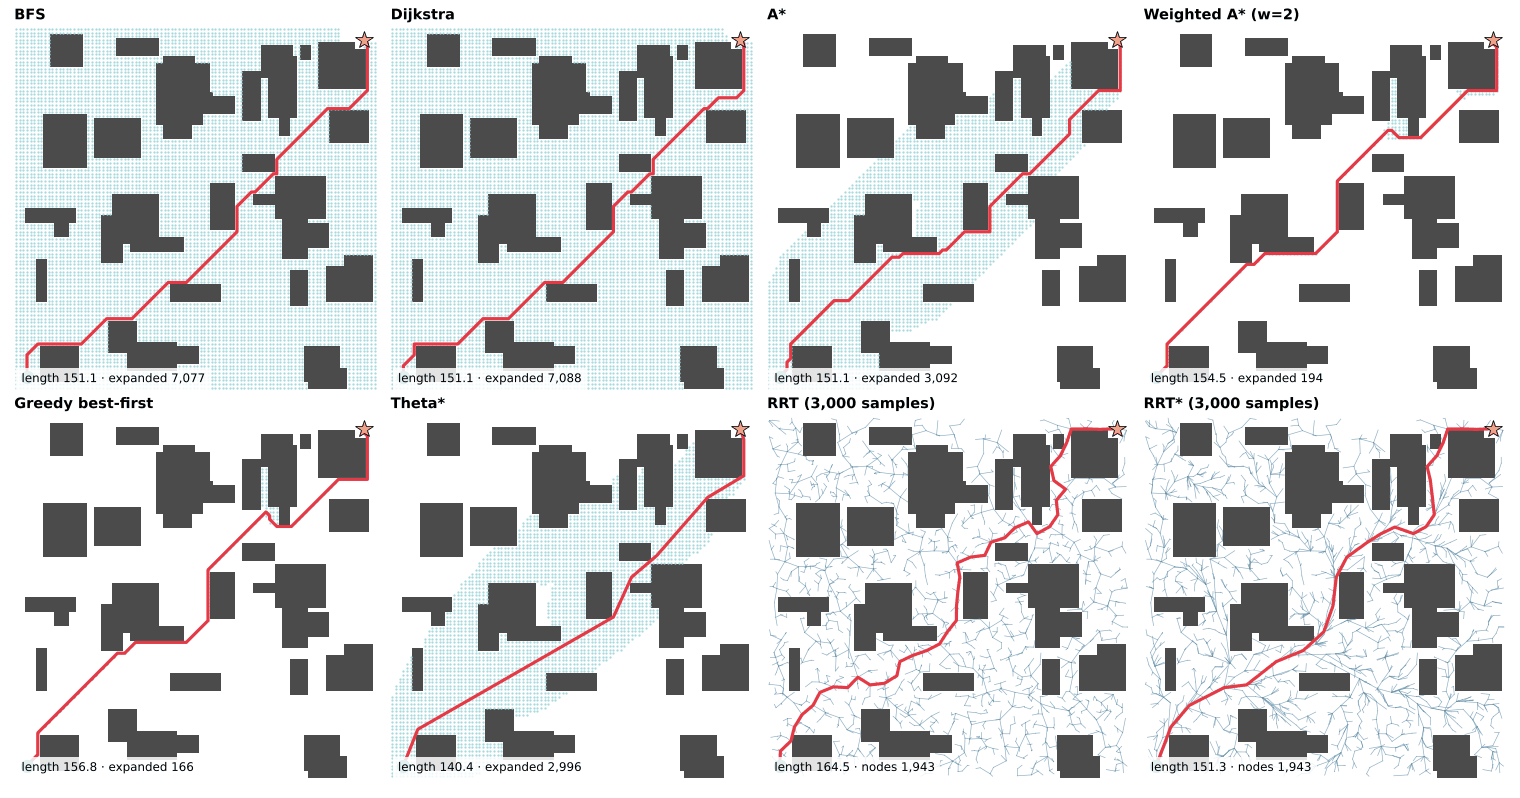 BFS
Dijkstra
A*
Weighted A* (w=2)
length 151.1 · expanded 7,077
length 151.1 · expanded 7,088
length 151.1 · expanded 3,092
length 154.5 · expanded 194
Greedy best-first
Theta*
RRT (3,000 samples)
RRT* (3,000 samples)
length 156.8 · expanded 166
length 140.4 · expanded 2,996
length 164.5 · nodes 1,943
length 151.3 · nodes 1,943